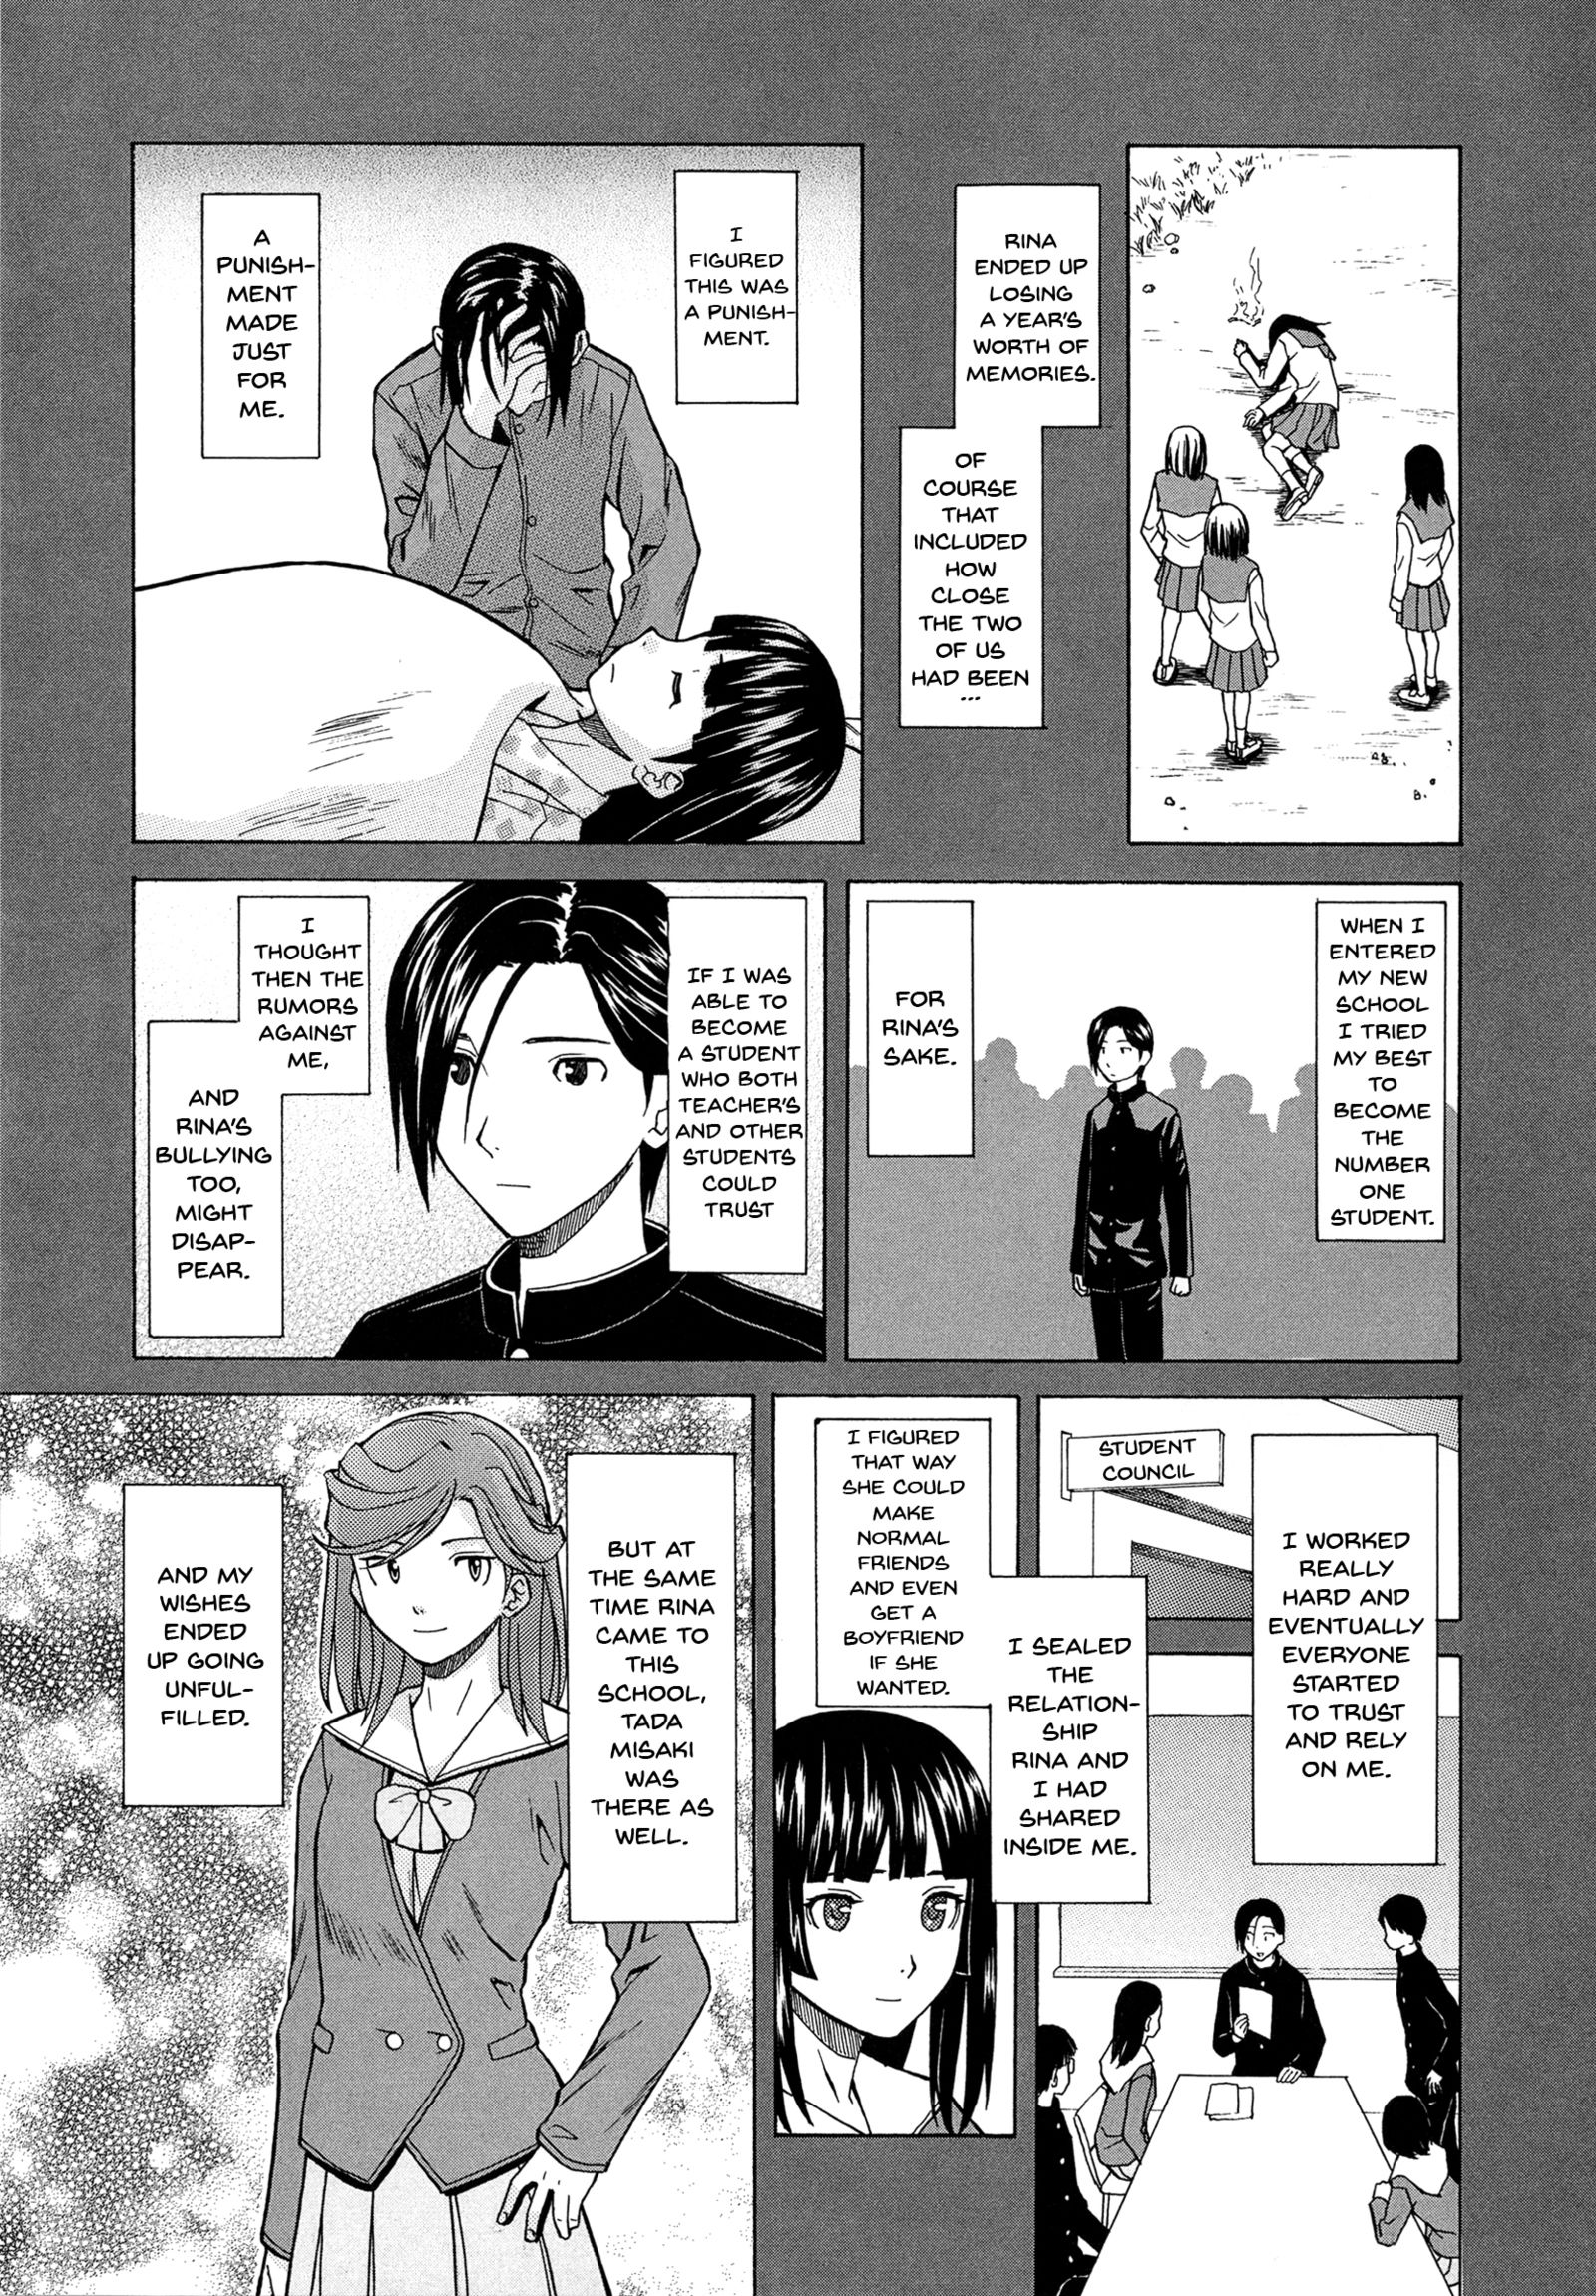 RINA
ENDED UP
LOSING
A YEAR'S
WORTH OF
MEMORIES.
OF
COURSE
THAT
INCLUDED
HOW
CLOSE
THE TWO
OF US
HAD BEEN
...
I
FIGURED
THIS WAS
A PUNISH-
MENT.
A
PUNISH-
MENT
MADE
JUST
FOR
ME.
WHEN I
ENTERED
MY NEW
SCHOOL
I TRIED
MY BEST
TO
BECOME
THE
NUMBER
ONE
STUDENT.
FOR
RINA'S
SAKE.
IF I WAS
ABLE TO
BECOME
A STUDENT
WHO BOTH
TEACHER'S
AND OTHER
STUDENTS
COULD
TRUST
I
THOUGHT
THEN THE
RUMORS
AGAINST
ME,
AND
RINA'S
BULLYING
TOO,
MIGHT
DISAP-
PEAR.
STUDENT
COUNCIL
I WORKED
REALLY
HARD AND
EVENTUALLY
EVERYONE
STARTED
TO TRUST
AND RELY
ON ME.
I SEALED
THE
RELATION-
SHIP
RINA AND
I HAD
SHARED
INSIDE ME.
I FIGURED
THAT WAY
SHE COULD
MAKE
NORMAL
FRIENDS
AND EVEN
GET A
BOYFRIEND
IF SHE
WANTED.
BUT AT
THE SAME
TIME RINA
CAME TO
THIS
SCHOOL,
TADA
MISAKI
WAS
THERE AS
WELL.
AND MY
WISHES
ENDED
UP GOING
UNFUL-
FILLED.